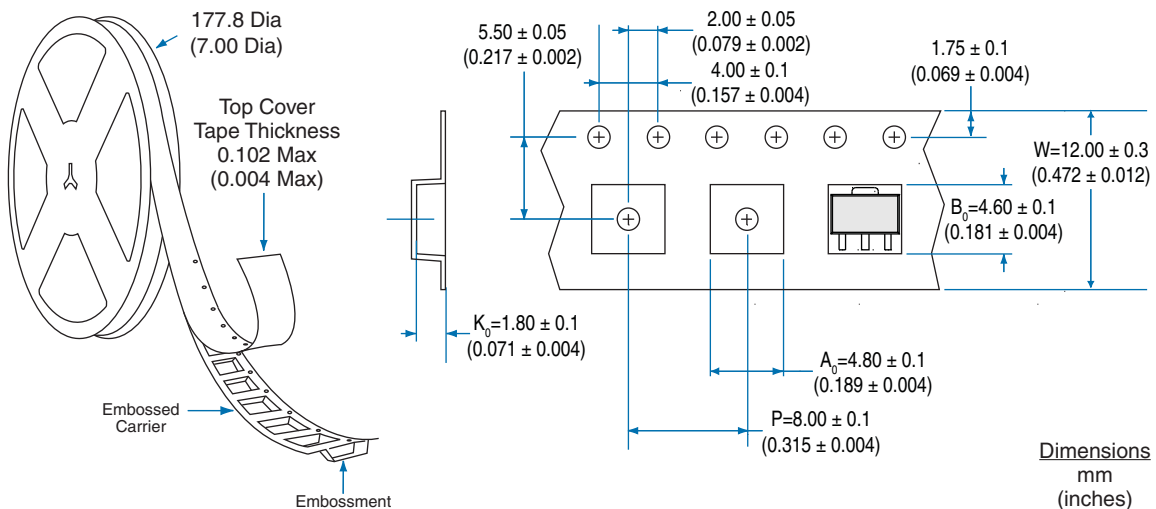 177.8 Dia
(7.00 Dia)
Top Cover
Tape Thickness
0.102 Max
(0.004 Max)
Embossed
Carrier
Embossment
5.50 ± 0.05
(0.217 ± 0.002)
2.00 ± 0.05
(0.079 ± 0.002)
4.00 ± 0.1
(0.157 ± 0.004)
1.75 ± 0.1
(0.069 ± 0.004)
W=12.00 ± 0.3
(0.472 ± 0.012)
B₀=4.60 ± 0.1
(0.181 ± 0.004)
K₀=1.80 ± 0.1
(0.071 ± 0.004)
A₀=4.80 ± 0.1
(0.189 ± 0.004)
P=8.00 ± 0.1
(0.315 ± 0.004)
Dimensions
mm
(inches)